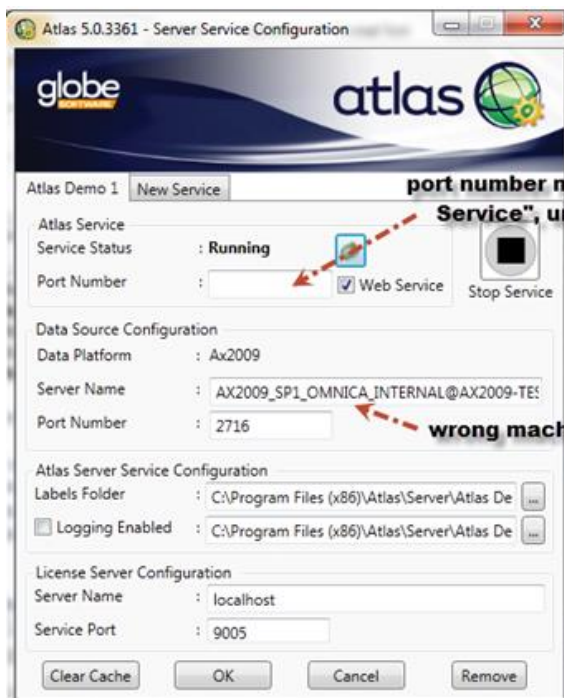 Atlas 5.0.3361 - Server Service Configuration
globe
SOFTWARE
atlas
Atlas Demo 1 New Service
port number
Service",
Atlas Service
Service Status : Running
Port Number : Web Service
Stop Service
Data Source Configuration
Data Platform : Ax2009
Server Name : AX2009_SP1_OMNICA_INTERNAL@AX2009-TES
Port Number : 2716
wrong mach
Atlas Server Service Configuration
Labels Folder : C:\Program Files (x86)\Atlas\Server\Atlas De ...
Logging Enabled : C:\Program Files (x86)\Atlas\Server\Atlas De ...
License Server Configuration
Server Name : localhost
Service Port : 9005
Clear Cache OK Cancel Remove